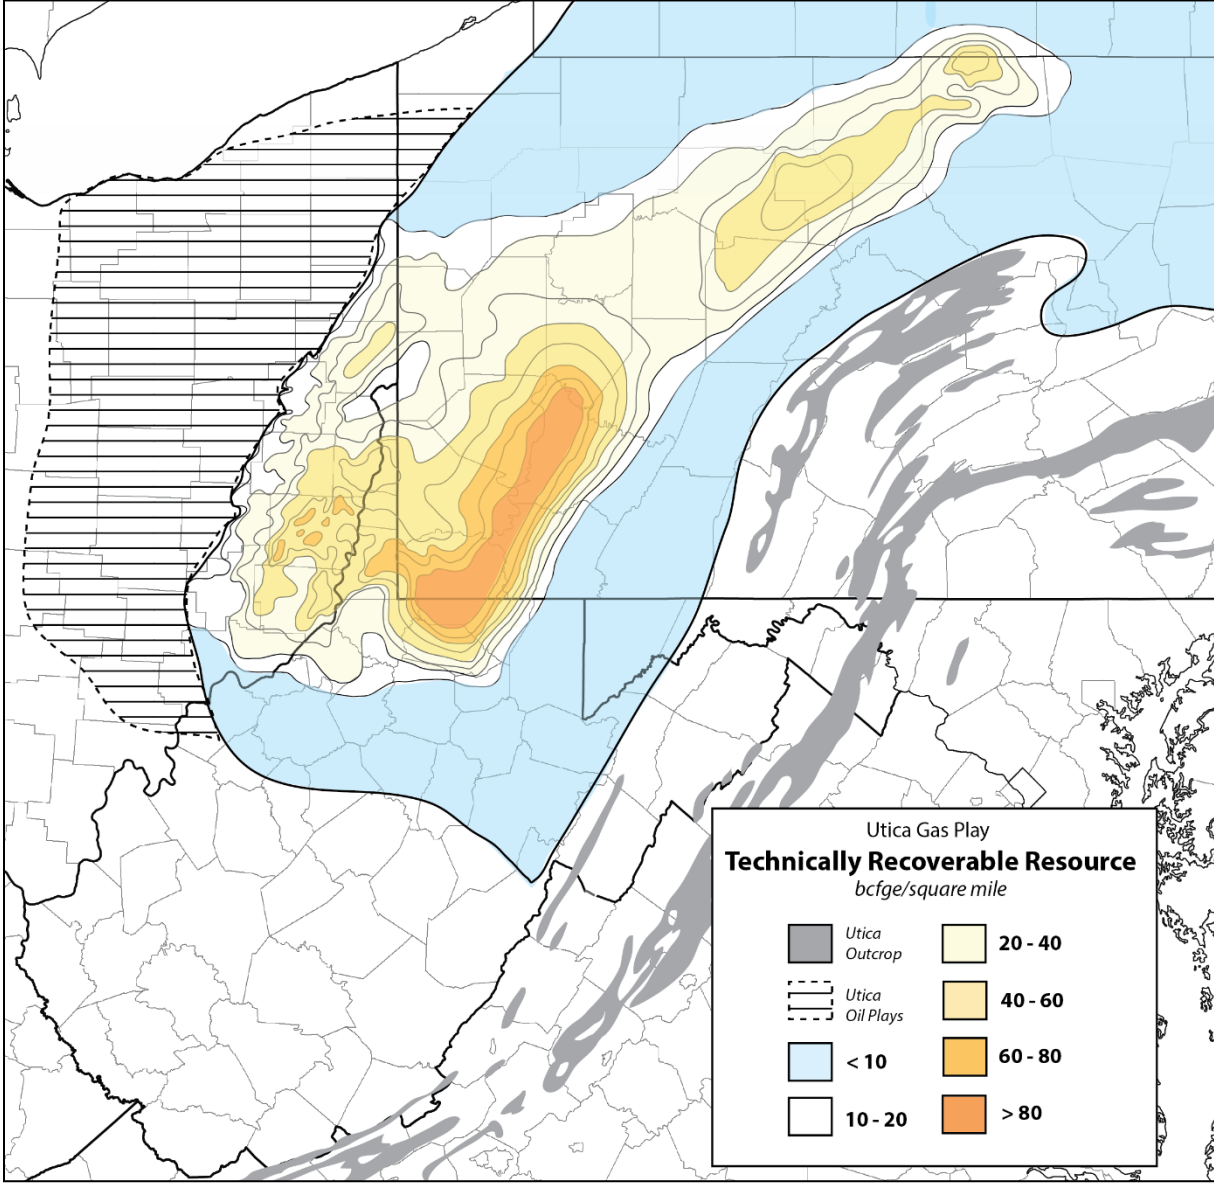 Utica Gas Play
Technically Recoverable Resource
bcfge/square mile
Utica
Outcrop
Utica
Oil Plays
< 10
10 - 20
20 - 40
40 - 60
60 - 80
> 80